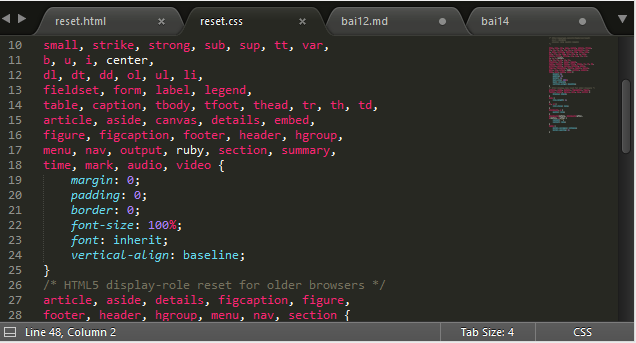 reset.html
reset.css
bai12.md
bai14
10 small, strike, strong, sub, sup, tt, var,
11 b, u, i, center,
12 dl, dt, dd, ol, ul, li,
13 fieldset, form, label, legend,
14 table, caption, tbody, tfoot, thead, tr, th, td,
15 article, aside, canvas, details, embed,
16 figure, figcaption, footer, header, hgroup,
17 menu, nav, output, ruby, section, summary,
18 time, mark, audio, video {
19 margin: 0;
20 padding: 0;
21 border: 0;
22 font-size: 100%;
23 font: inherit;
24 vertical-align: baseline;
25 }
26 /* HTML5 display-role reset for older browsers */
27 article, aside, details, figcaption, figure,
28 footer, header, hgroup, menu, nav, section {
Line 48, Column 2
Tab Size: 4
CSS